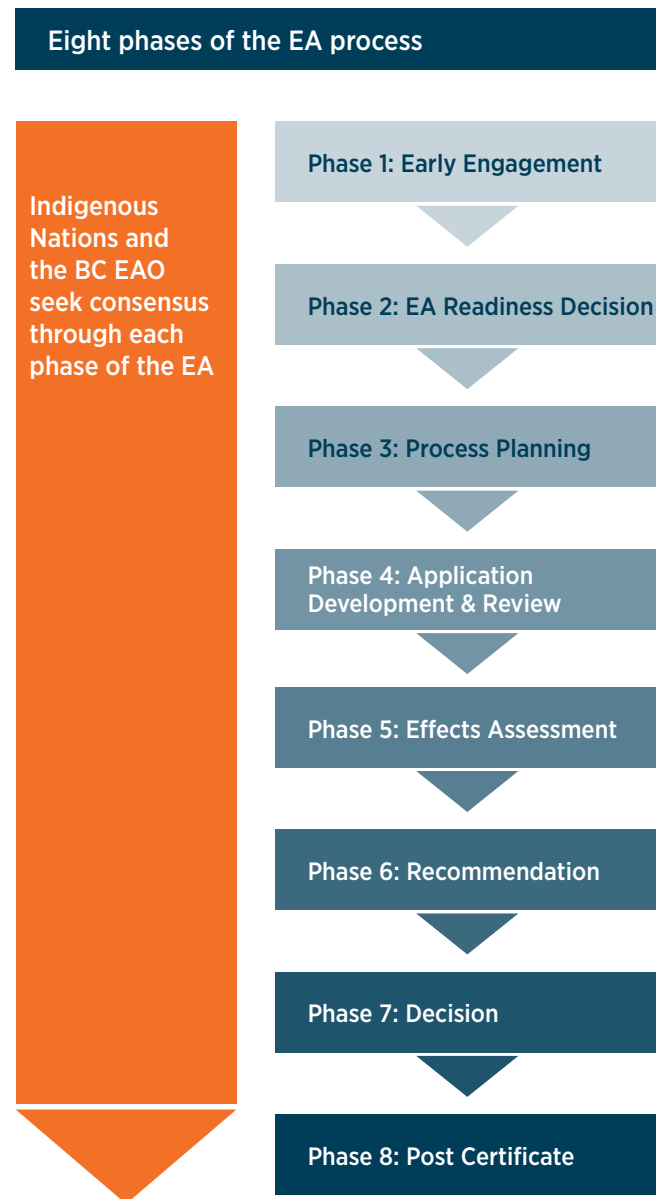 Eight phases of the EA process
Indigenous
Nations and
the BC EAO
seek consensus
through each
phase of the EA
Phase 1: Early Engagement
Phase 2: EA Readiness Decision
Phase 3: Process Planning
Phase 4: Application
Development & Review
Phase 5: Effects Assessment
Phase 6: Recommendation
Phase 7: Decision
Phase 8: Post Certificate